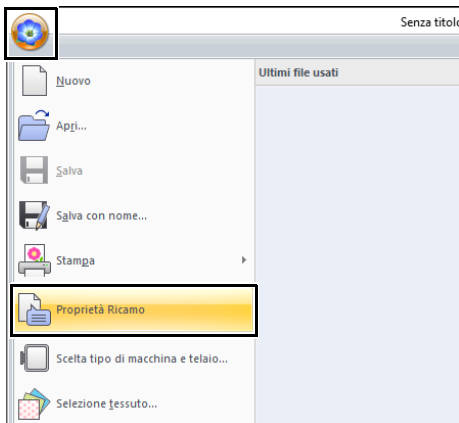 Senza titolo
Ultimi file usati
Nuovo
Apri...
Salva
Salva con nome...
Stampa
Proprietà Ricamo
Scelta tipo di macchina e telaio...
Selezione tessuto...